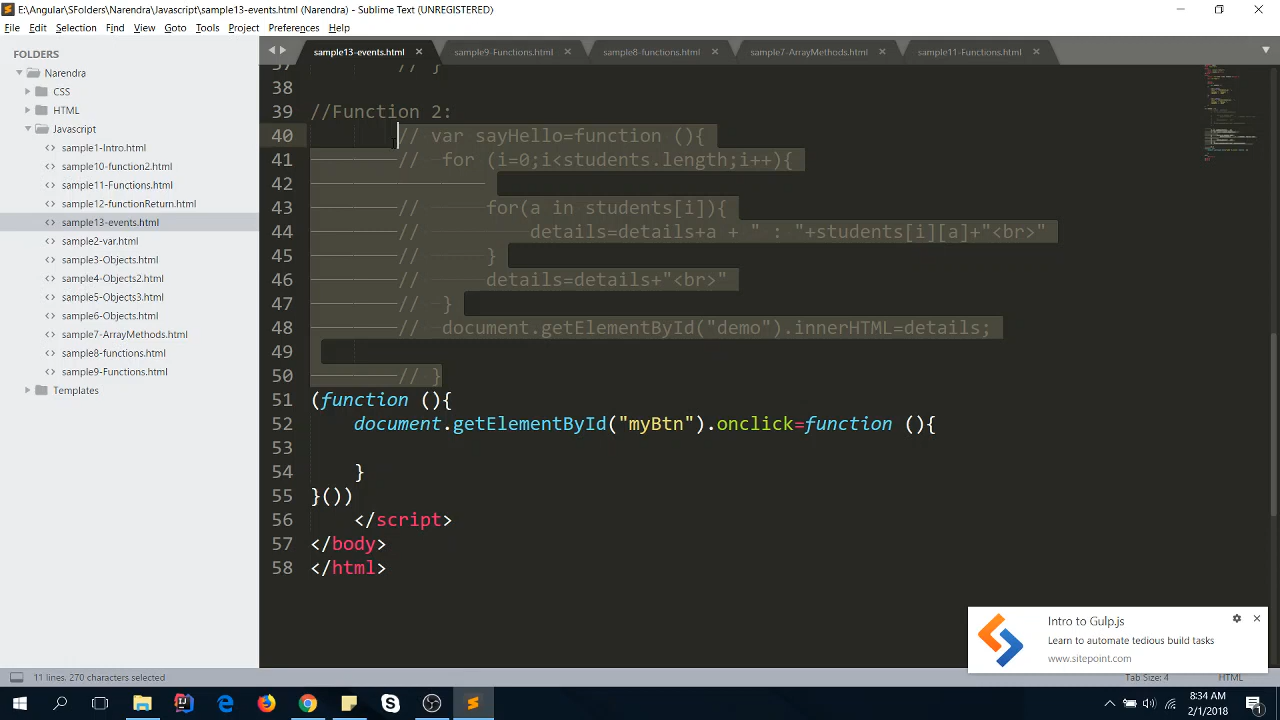 E:\Angular\SFolders\Narendra\Javascript\sample13-events.html (Narendra) - Sublime Text (UNREGISTERED)
File Edit Selection Find View Goto Tools Project Preferences Help
FOLDERS
Narendra
CSS
HTML
Javascript
sample1-Intro.html
sample10-function2.html
sample11-Functions.html
sample12-functionReturn.html
sample13-events.html
sample2-var.html
sample3-Objects.html
sample4-Objects2.html
sample5-Objects3.html
sample6-Objects.html
sample7-ArrayMethods.html
sample8-functions.html
sample9-Functions.html
Templates
sample13-events.html sample9-Functions.html sample8-functions.html sample7-ArrayMethods.html sample11-Functions.html
37 // }
38
39 //Function 2:
40 // var sayHello=function (){
41 // for (i=0;i<students.length;i++){
42
43 // for(a in students[i]){
44 // details=details+a + " : "+students[i][a]+"<br>"
45 // }
46 // details=details+"<br>"
47 // }
48 // document.getElementById("demo").innerHTML=details;
49
50 // }
51 (function (){
52 document.getElementById("myBtn").onclick=function (){
53
54 }
55 }())
56 </script>
57 </body>
58 </html>
Intro to Gulp.js
Learn to automate tedious build tasks
www.sitepoint.com
11 lines, 270 characters selected
Tab Size: 4 HTML
8:34 AM
2/1/2018